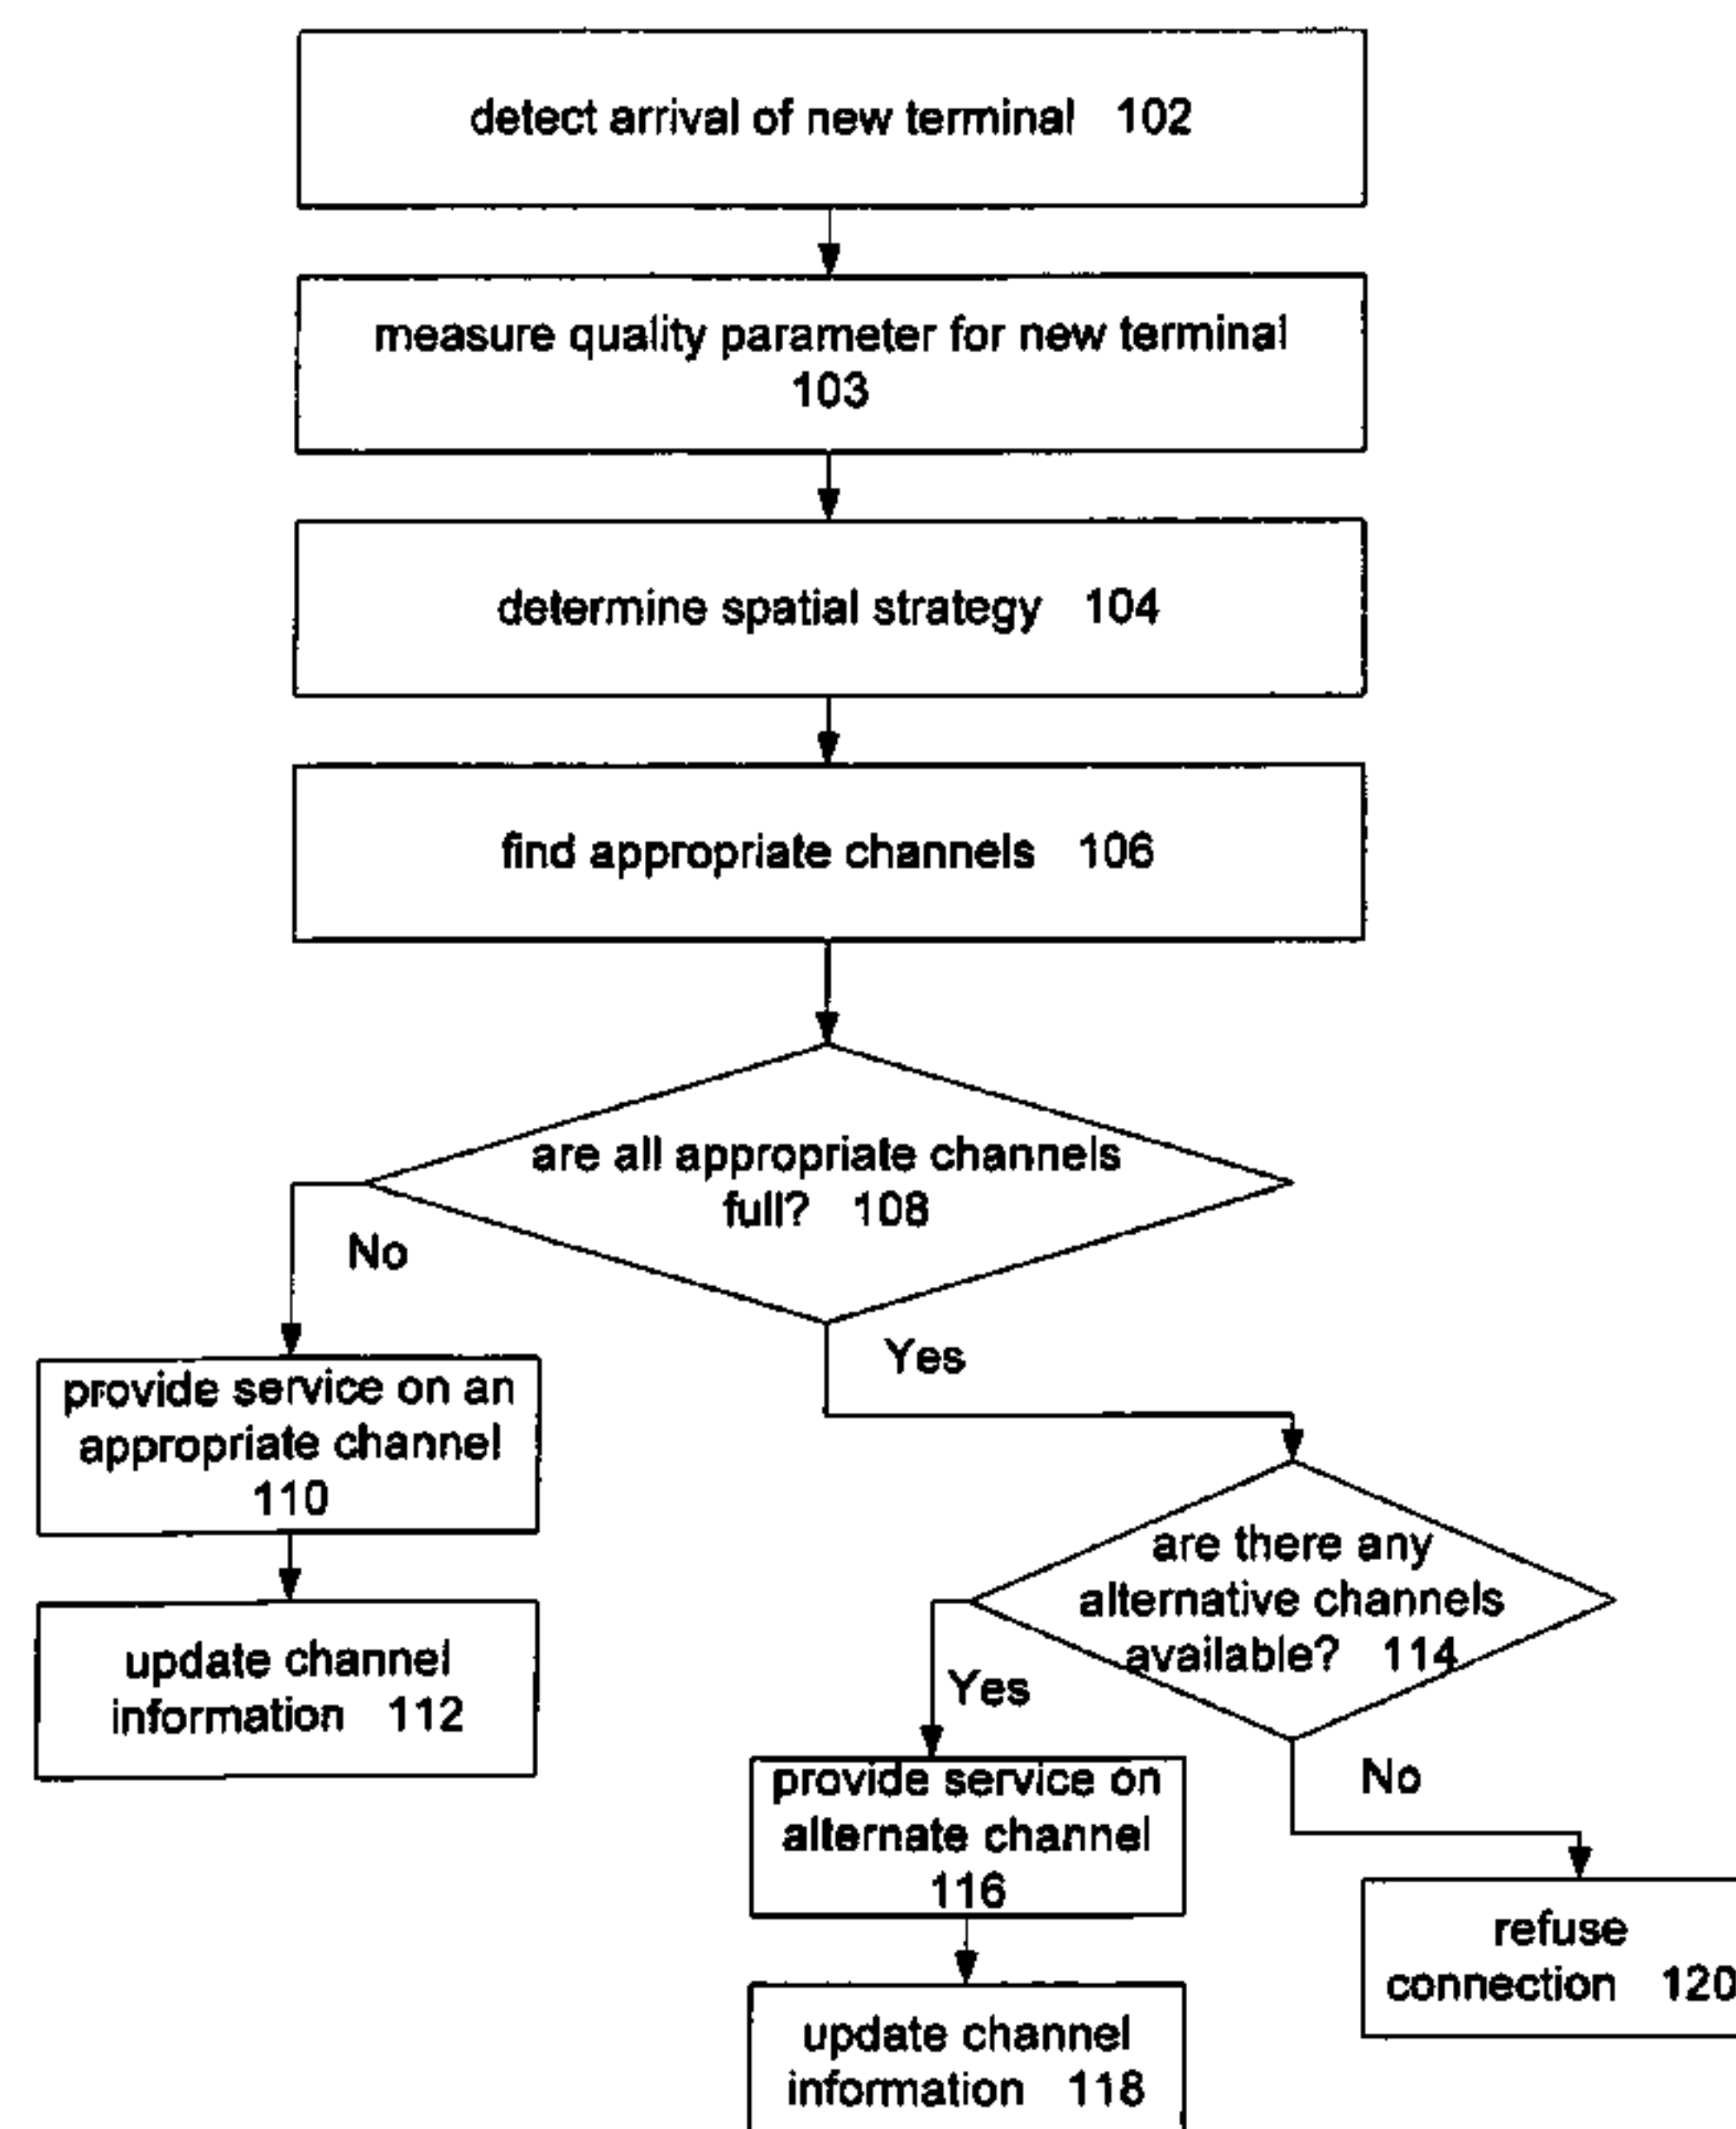 detect arrival of new terminal 102
measure quality parameter for new terminal
103
determine spatial strategy 104
find appropriate channels 106
are all appropriate channels
full? 108
No
Yes
provide service on an
appropriate channel
110
update channel
information 112
are there any
alternative channels
available? 114
Yes
No
provide service on
alternate channel
116
update channel
information 118
refuse
connection 120